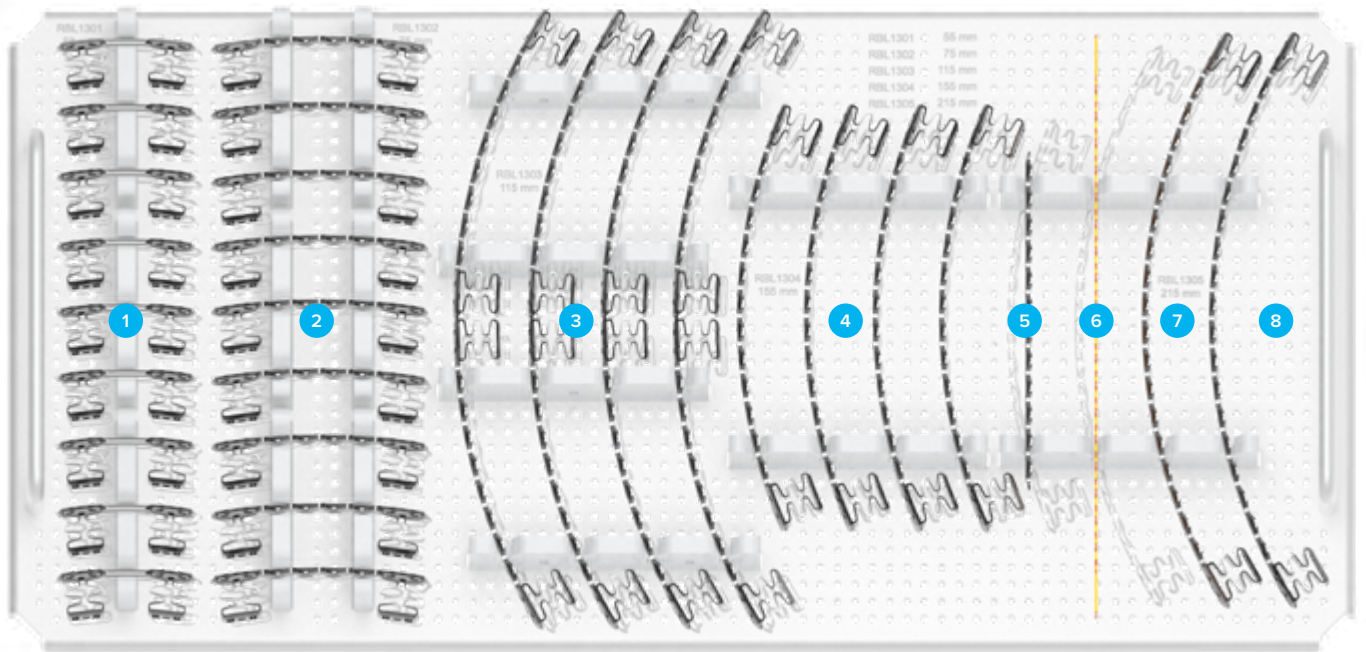 RBL1301
RBL1302
RBL1301 55 mm
RBL1302 75 mm
RBL1303 115 mm
RBL1304 155 mm
RBL1305 215 mm
RBL1303
115 mm
RBL1304
155 mm
RBL1305
215 mm
1
2
3
4
5
6
7
8